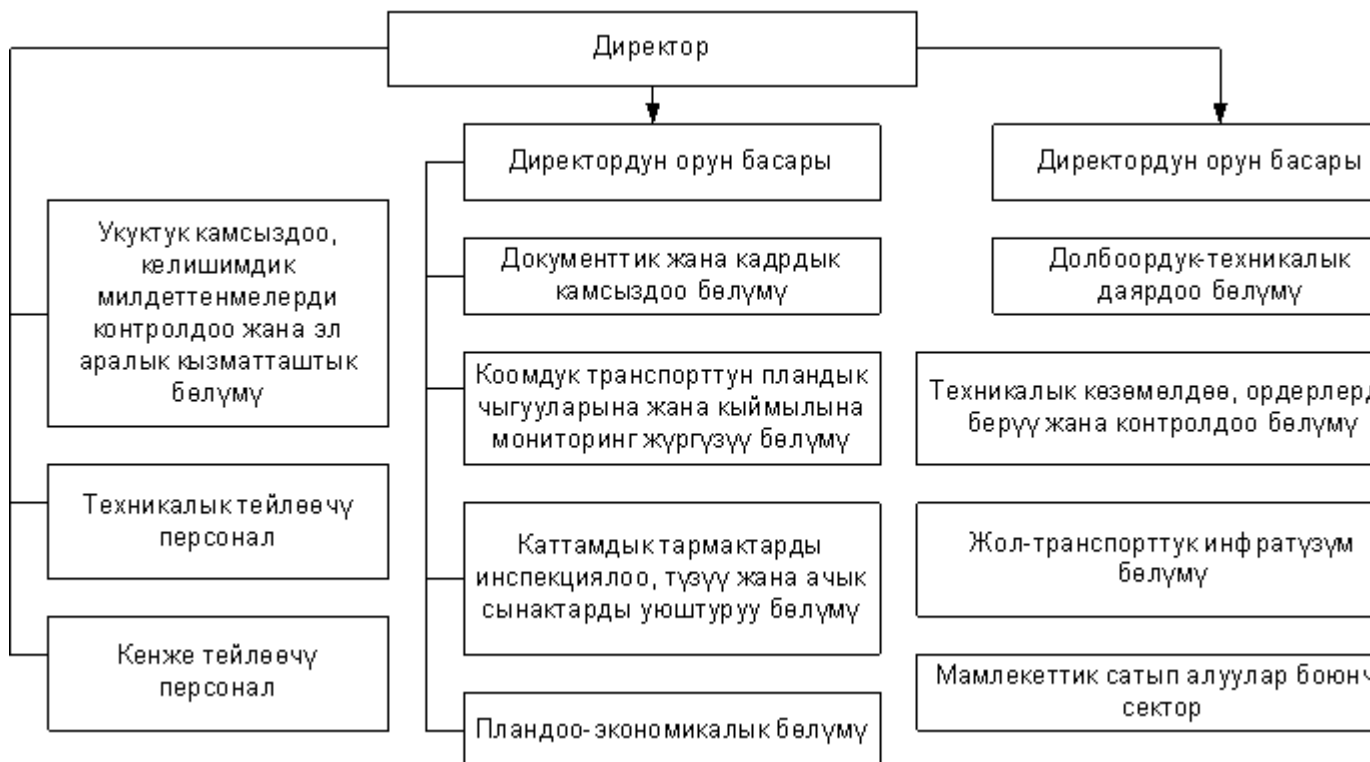 Директор
Директордун орун басары
Директордун орун басары
Укуктук камсыздоо,
келишимдик
милдеттенмелерди
контролдоо жана эл
аралык кызматташтык
бөлүмү
Документтик жана кадрдык
камсыздоо бөлүмү
Долбоордук-техникалык
даярдоо бөлүмү
Коомдук транспорттун пландык
чыгууларына жана кыймылына
мониторинг жүргүзүү бөлүмү
Техникалык көзөмөлдөө,
берүү жана контролдоо бөлүмү
Техникалык тейлөөчү
персонал
Каттамдык тармактарды
инспекциялоо, түзүү жана ачык
сынактарды уюштуруу бөлүмү
Жол-транспорттук инфратүзүм
бөлүмү
Кенже тейлөөчү
персонал
Мамлекеттик сатып алуулар
сектор
Пландоо-экономикалык бөлүмү